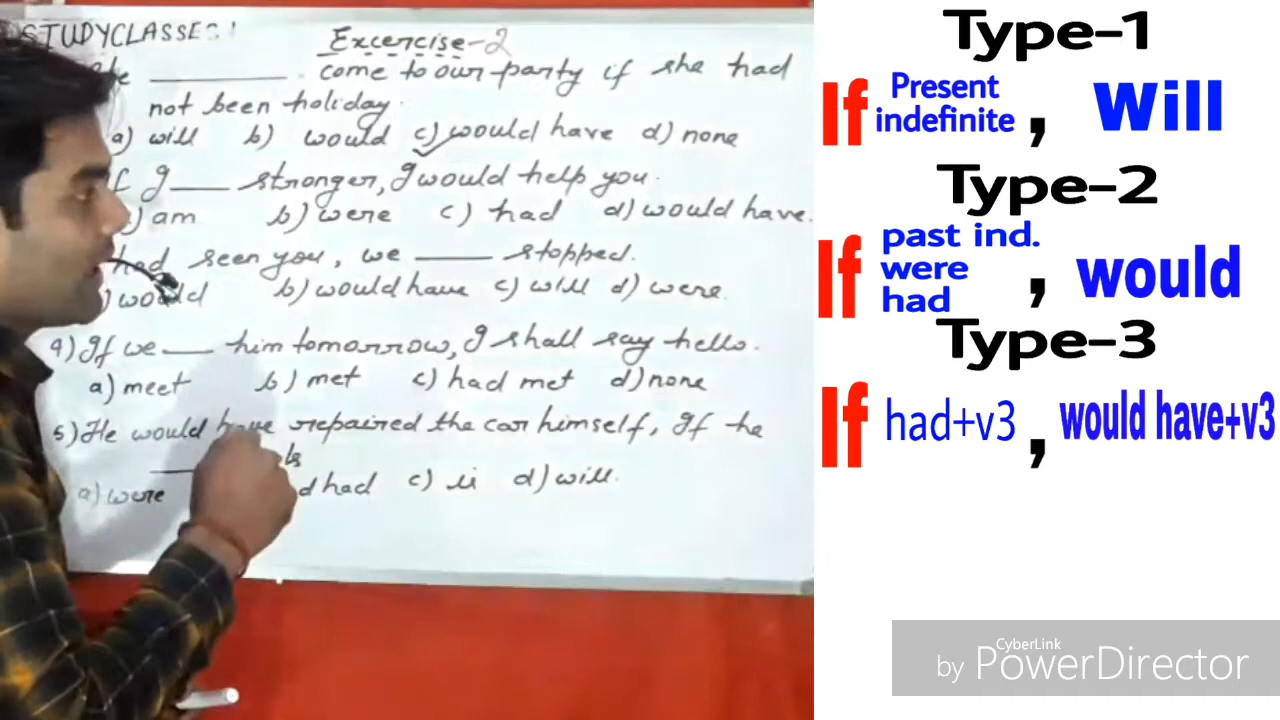 STUDYCLASSES!
Excercise-2
come to our party if she had
not been holiday.
a) will b) would c) would have d) none
I ___ stronger, I would help you.
) am b) were c) had d) would have.
had seen you, we ___ stopped.
) would b) would have c) will d) were.
4) If we ___ him tomorrow, I shall say hello.
a) meet b) met c) had met d) none
5) He would have repaired the car himself, If he
___
a) were had c) is d) will.
Type-1
If Present indefinite , Will
Type-2
If past ind. were had , would
Type-3
If had+v3 , would have+v3
CyberLink
by PowerDirector